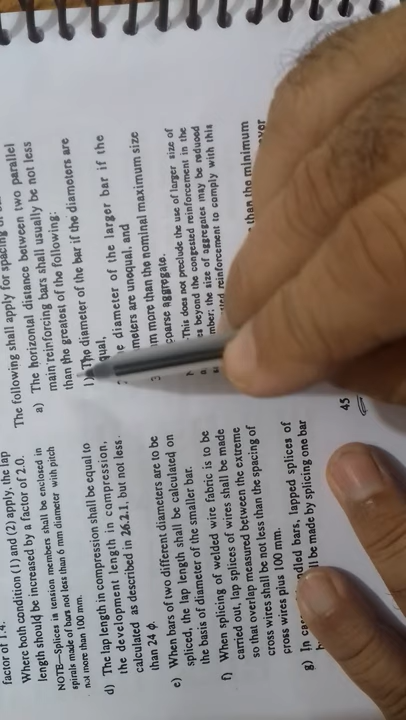 factor of 1.4.
Where both condition (1) and (2) apply, the lap
length should be increased by a factor of 2.0.
NOTE—Splices in tension members shall be enclosed in
spirals made of bars not less than 6 mm diameter with pitch
not more than 100 mm.
d) The lap length in compression shall be equal to
the development length in compression,
calculated as described in 26.2.1, but not less
than 24 ϕ.
e) When bars of two different diameters are to be
spliced, the lap length shall be calculated on
the basis of diameter of the smaller bar.
f) When splicing of welded wire fabric is to be
carried out, lap splices of wires shall be made
so that overlap measured between the extreme
cross wires shall be not less than the spacing of
cross wires plus 100 mm.
g) In bundled bars, lapped splices of
be made by splicing one bar
The following shall apply for spacing of
a) The horizontal distance between two parallel
main reinforcing bars shall usually be not less
than the greatest of the following:
1) The diameter of the bar if the diameters are
equal,
diameter of the larger bar if the
meters are unequal, and
m more than the nominal maximum size
coarse aggregate.
This does not preclude the use of larger size of
es beyond the congested reinforcement in the
mber; the size of aggregates may be reduced
reinforcement to comply with this
than the minimum
45